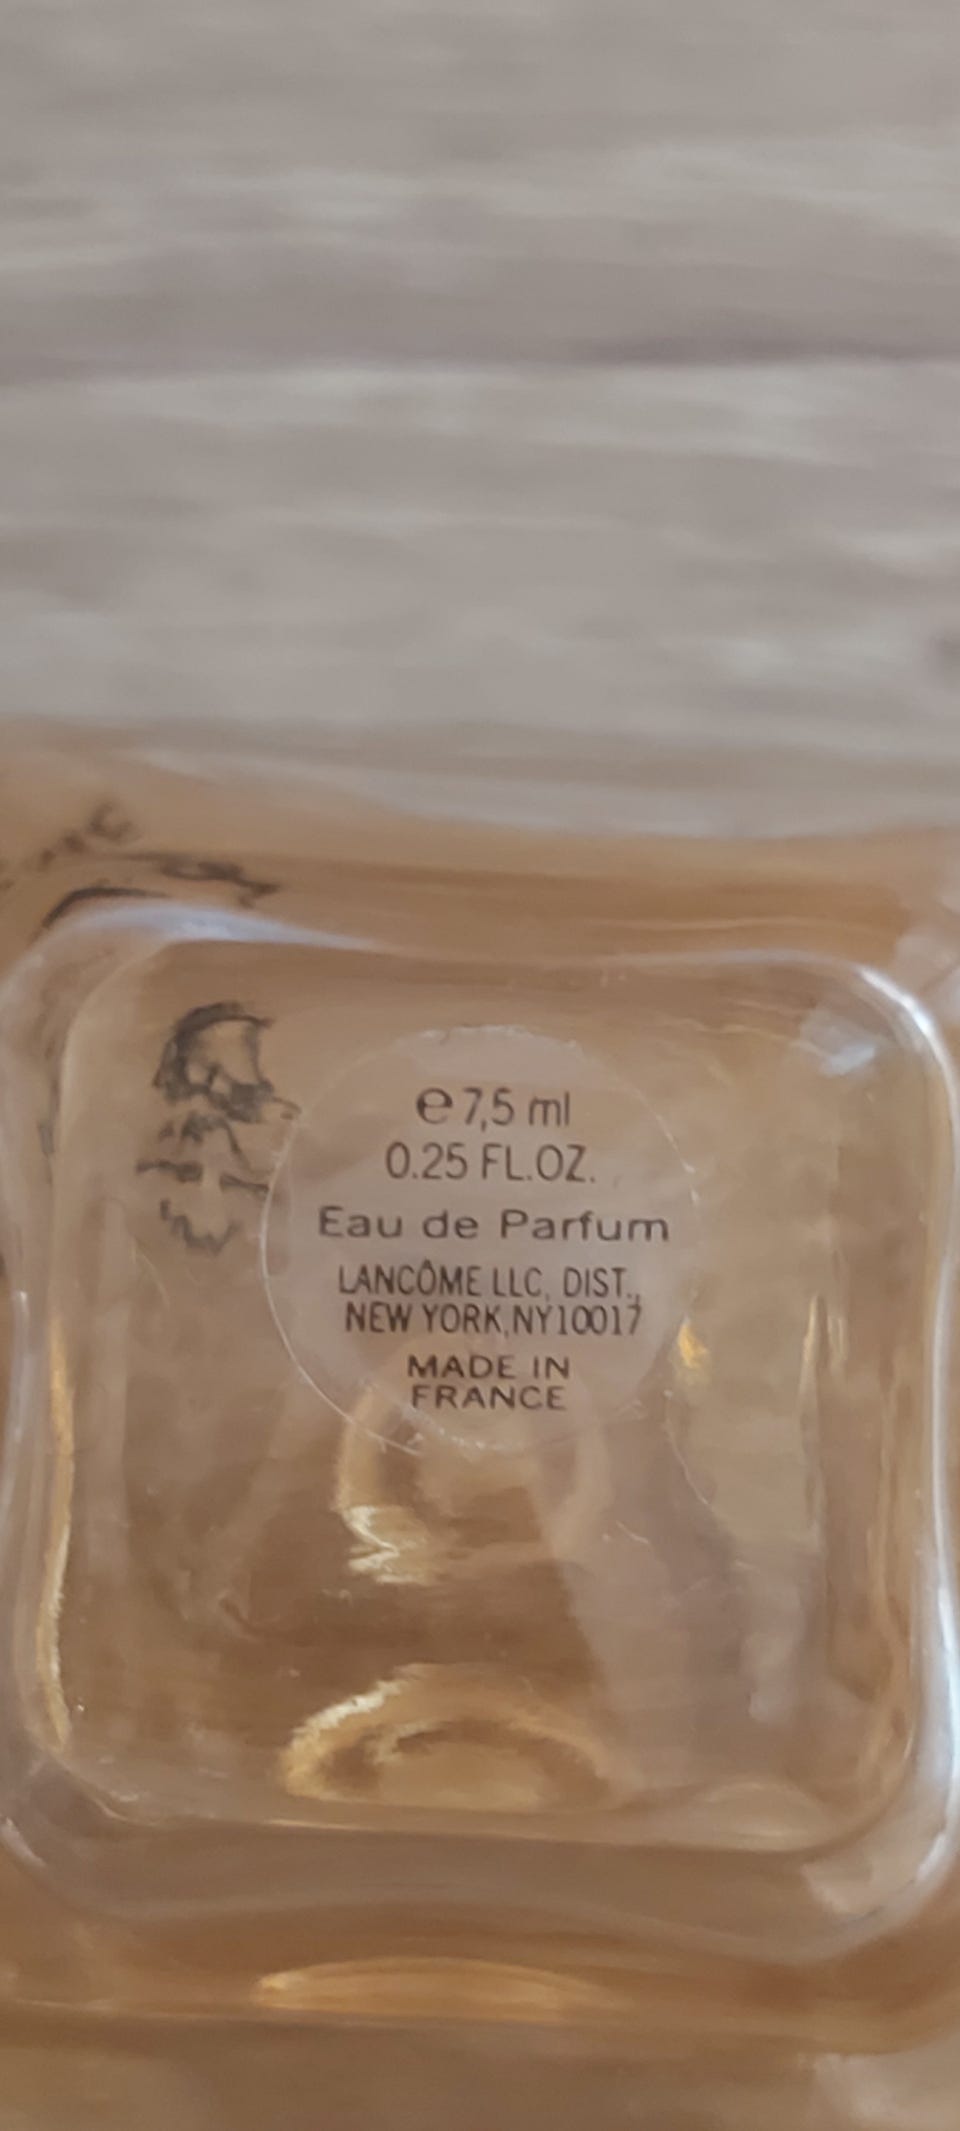 ℮ 7,5 ml
0.25 FL.OZ.
Eau de Parfum
LANCÔME LLC, DIST.,
NEW YORK,NY10017
MADE IN
FRANCE